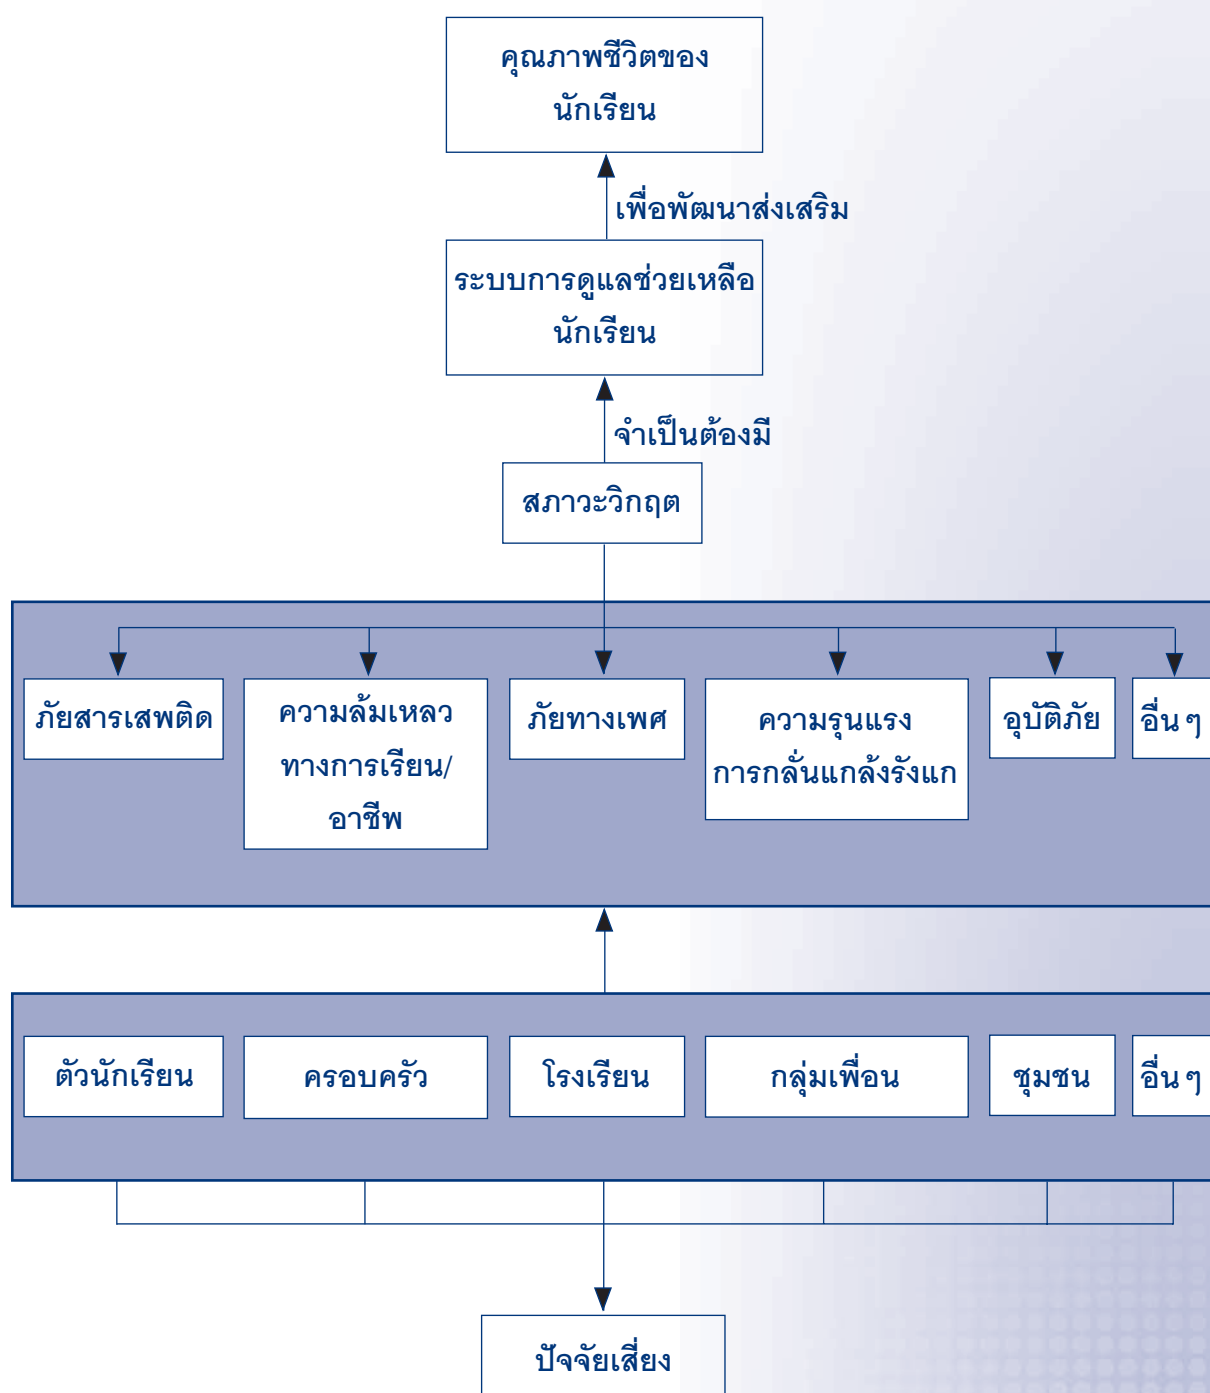 คุณภาพชีวิตของ
นักเรียน
เพื่อพัฒนาส่งเสริม
ระบบการดูแลช่วยเหลือ
นักเรียน
จำเป็นต้องมี
สภาวะวิกฤต
ภัยสารเสพติด
ความล้มเหลว
ทางการเรียน/
อาชีพ
ภัยทางเพศ
ความรุนแรง
การกลั่นแกล้งรังแก
อุบัติภัย
อื่น ๆ
ตัวนักเรียน
ครอบครัว
โรงเรียน
กลุ่มเพื่อน
ชุมชน
อื่น ๆ
ปัจจัยเสี่ยง